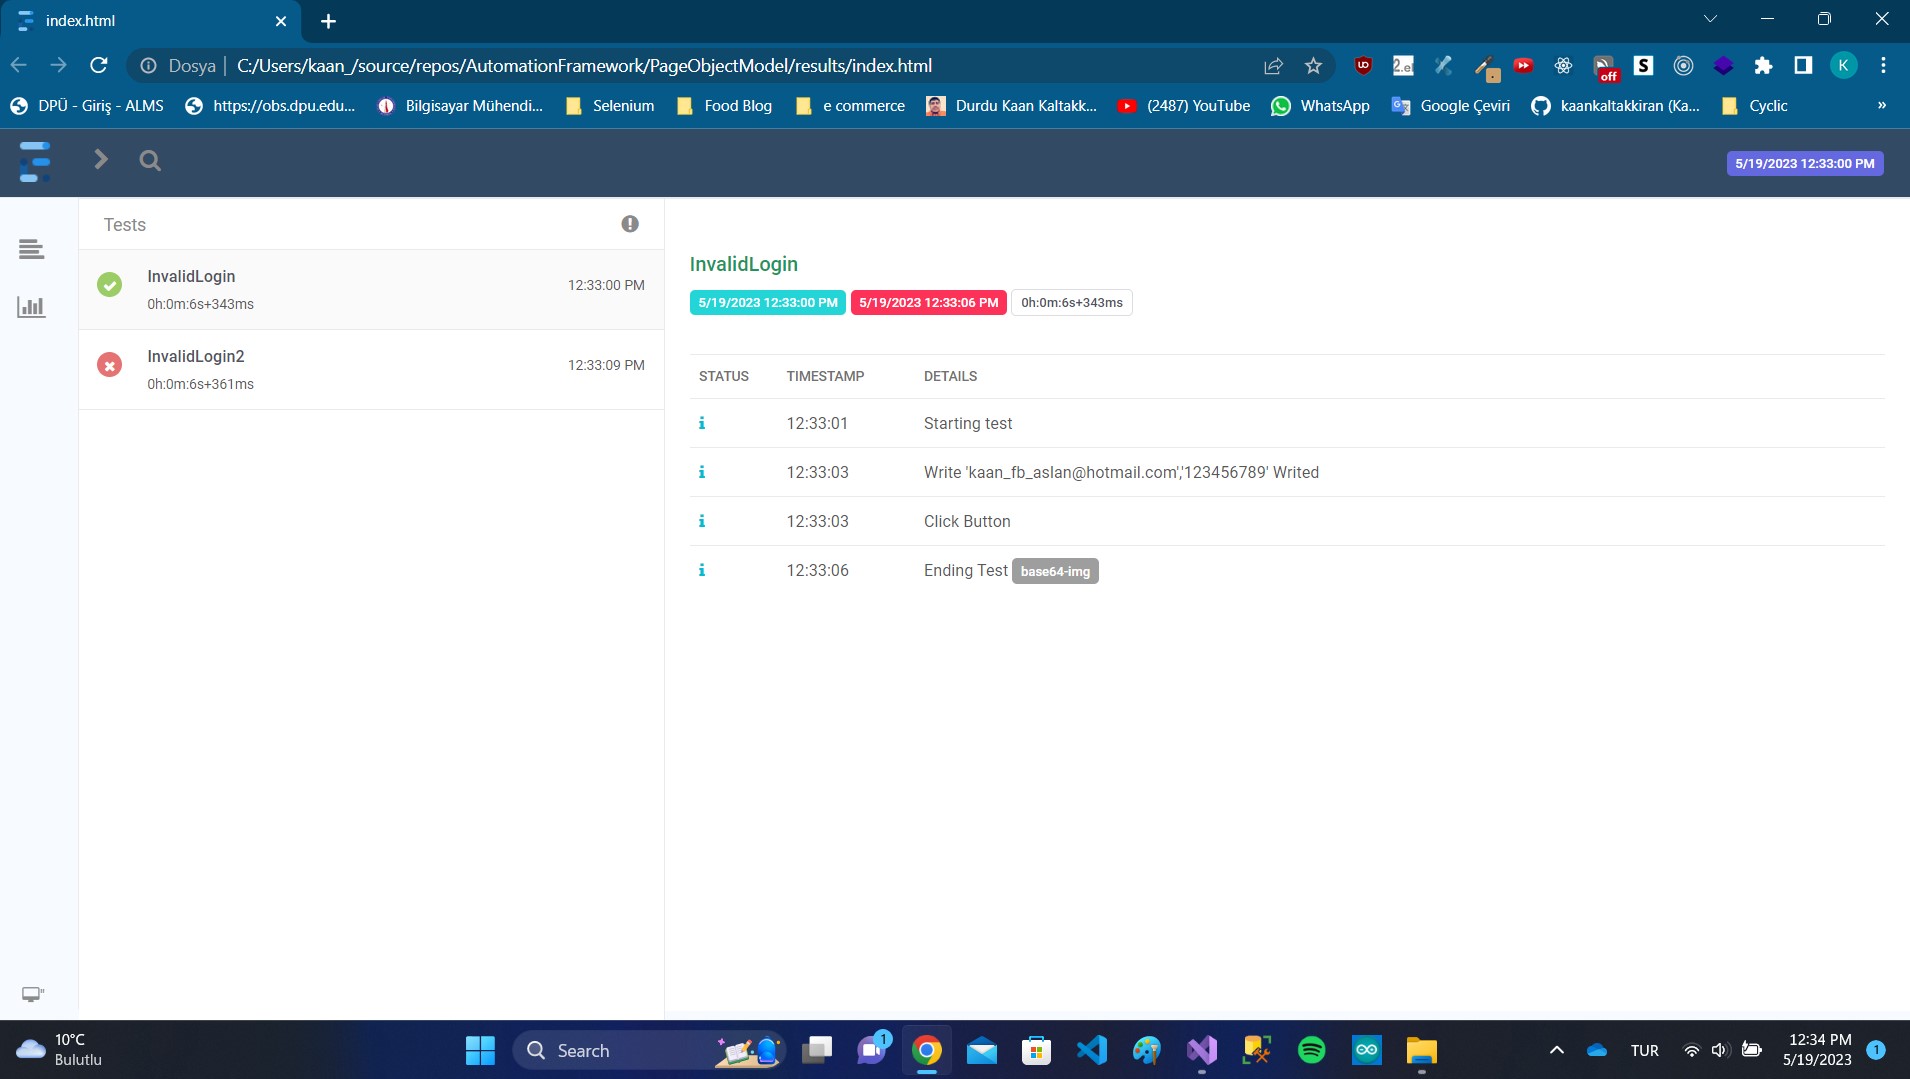 index.html
Dosya
C:/Users/kaan_/source/repos/AutomationFramework/PageObjectModel/results/index.html
off
K
DPÜ - Giriş - ALMS
https://obs.dpu.edu...
Bilgisayar Mühendi...
Selenium
Food Blog
e commerce
Durdu Kaan Kaltakk...
(2487) YouTube
WhatsApp
Google Çeviri
kaankaltakkiran (Ka...
Cyclic
»
5/19/2023 12:33:00 PM
Tests
InvalidLogin
12:33:00 PM
0h:0m:6s+343ms
InvalidLogin2
12:33:09 PM
0h:0m:6s+361ms
InvalidLogin
5/19/2023 12:33:00 PM 5/19/2023 12:33:06 PM 0h:0m:6s+343ms
STATUS TIMESTAMP DETAILS
12:33:01 Starting test
12:33:03 Write 'kaan_fb_aslan@hotmail.com','123456789' Writed
12:33:03 Click Button
12:33:06 Ending Test base64-img
10°C
Bulutlu
Search
1
TUR
12:34 PM
5/19/2023
1